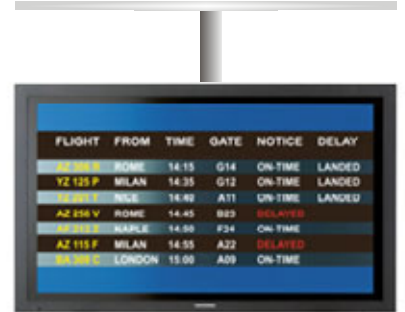 FLIGHT FROM TIME GATE NOTICE DELAY
ROME 14:15 G14 ON-TIME LANDED
YZ 125 P MILAN 14:35 G12 ON-TIME LANDED
NICE 14:40 A11 ON-TIME LANDED
AZ 256 V ROME 14:45 B23 DELAYED
NAPLE 14:50 F34 ON-TIME
AZ 115 F MILAN 14:55 A22 DELAYED
LONDON 15:00 A09 ON-TIME